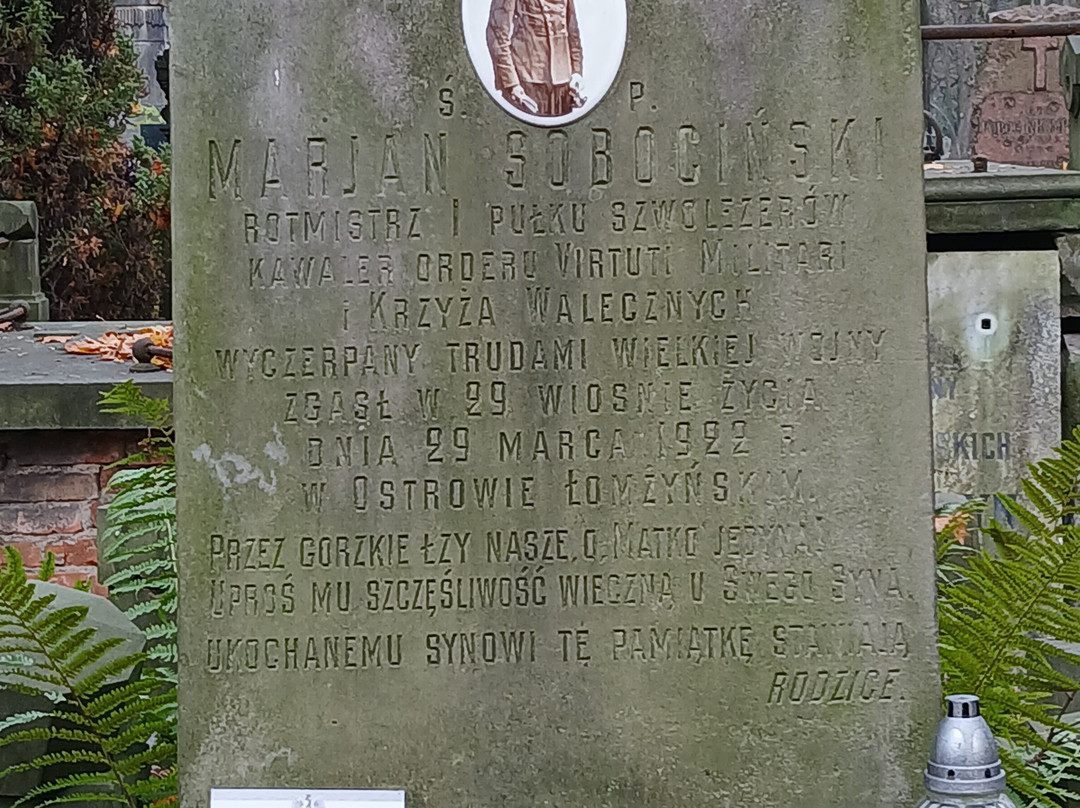 Ś. P.
MARJAN SOBOCIŃSKI
ROTMISTRZ I PUŁKU SZWOLEŻERÓW
KAWALER ORDERU VIRTUTI MILITARI
i KRZYŻA WALECZNYCH
WYCZERPANY TRUDAMI WIELKIEJ WOJNY
ZGASŁ W 29 WIOSNIE ŻYCIA
DNIA 29 MARCA 1922 R.
W OSTROWIE ŁOMŻYŃSKIM.
PRZEZ GORZKIE ŁZY NASZE, O, MATKO JEDYNA!
UPROŚ MU SZCZĘŚLIWOŚĆ WIECZNĄ U SWEGO SYNA.
UKOCHANEMU SYNOWI TĘ PAMIĄTKĘ STAWIAJĄ
RODZICE.
SKICH